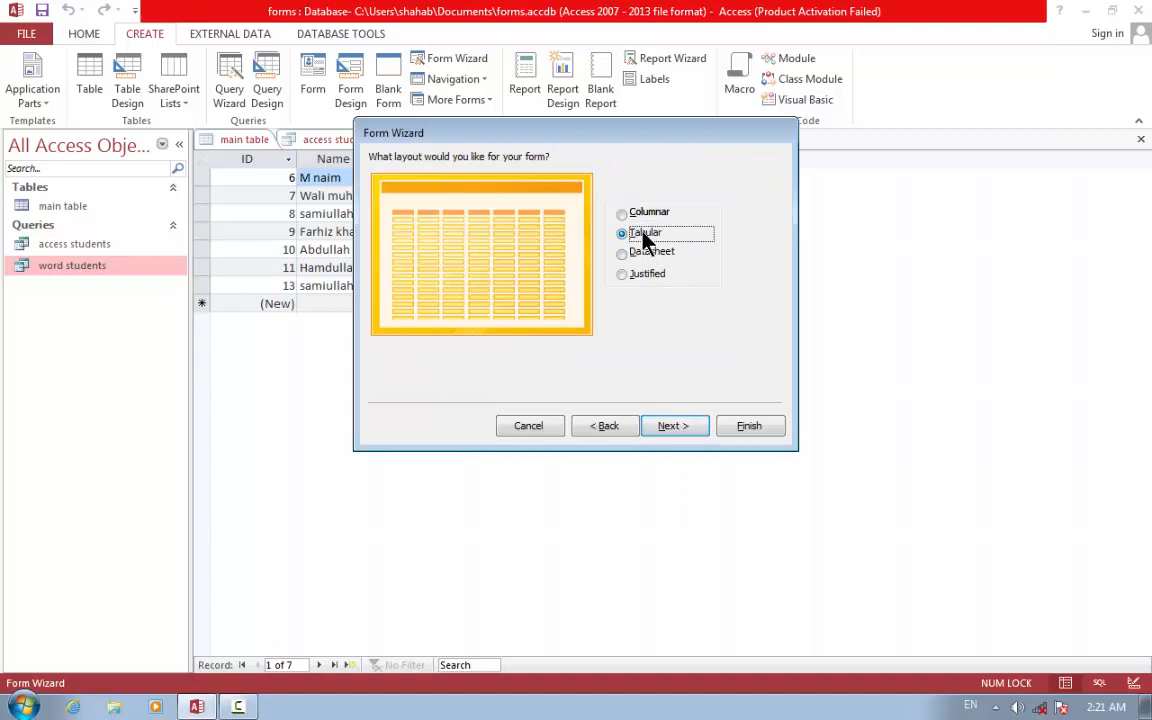 forms : Database- C:\Users\shahab\Documents\forms.accdb (Access 2007 - 2013 file format) - Access (Product Activation Failed)
FILE HOME CREATE EXTERNAL DATA DATABASE TOOLS Sign in
Application Parts
Table
Table Design
SharePoint Lists
Query Wizard
Query Design
Form
Form Design
Blank Form
Form Wizard
Navigation
More Forms
Report
Report Design
Blank Report
Report Wizard
Labels
Macro
Module
Class Module
Visual Basic
Templates Tables Queries Code
All Access Obje...
Search...
Tables
main table
Queries
access students
word students
main table
access stu
ID Name
6 M naim
7 Wali muh
8 samiullah
9 Farhiz kha
10 Abdullah
11 Hamdulla
13 samiullah
(New)
Form Wizard
What layout would you like for your form?
Columnar
Tabular
Datasheet
Justified
Cancel < Back Next > Finish
Record: 1 of 7 No Filter Search
Form Wizard NUM LOCK SQL
EN 2:21 AM